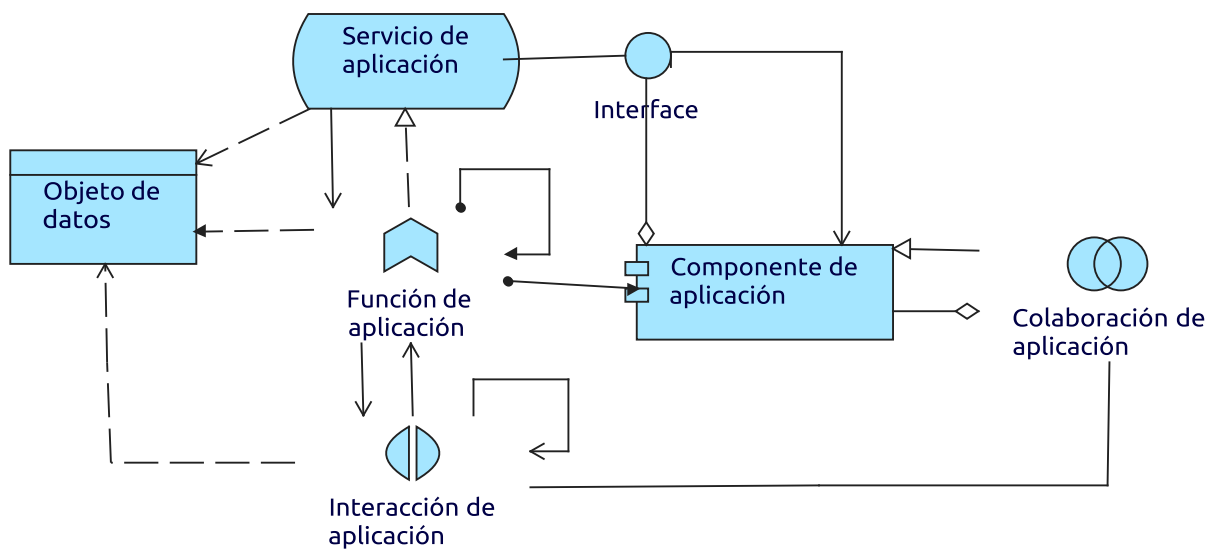 Servicio de
aplicación
Interface
Objeto de
datos
Componente de
aplicación
Función de
aplicación
Colaboración de
aplicación
Interacción de
aplicación